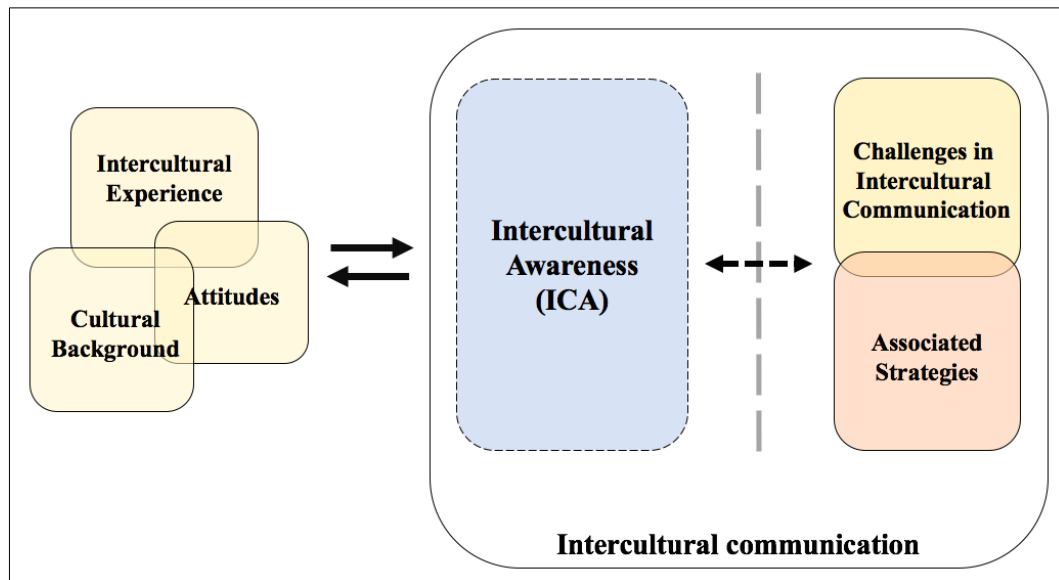 Intercultural
Experience
Attitudes
Cultural
Background
Intercultural
Awareness
(ICA)
Challenges in
Intercultural
Communication
Associated
Strategies
Intercultural communication